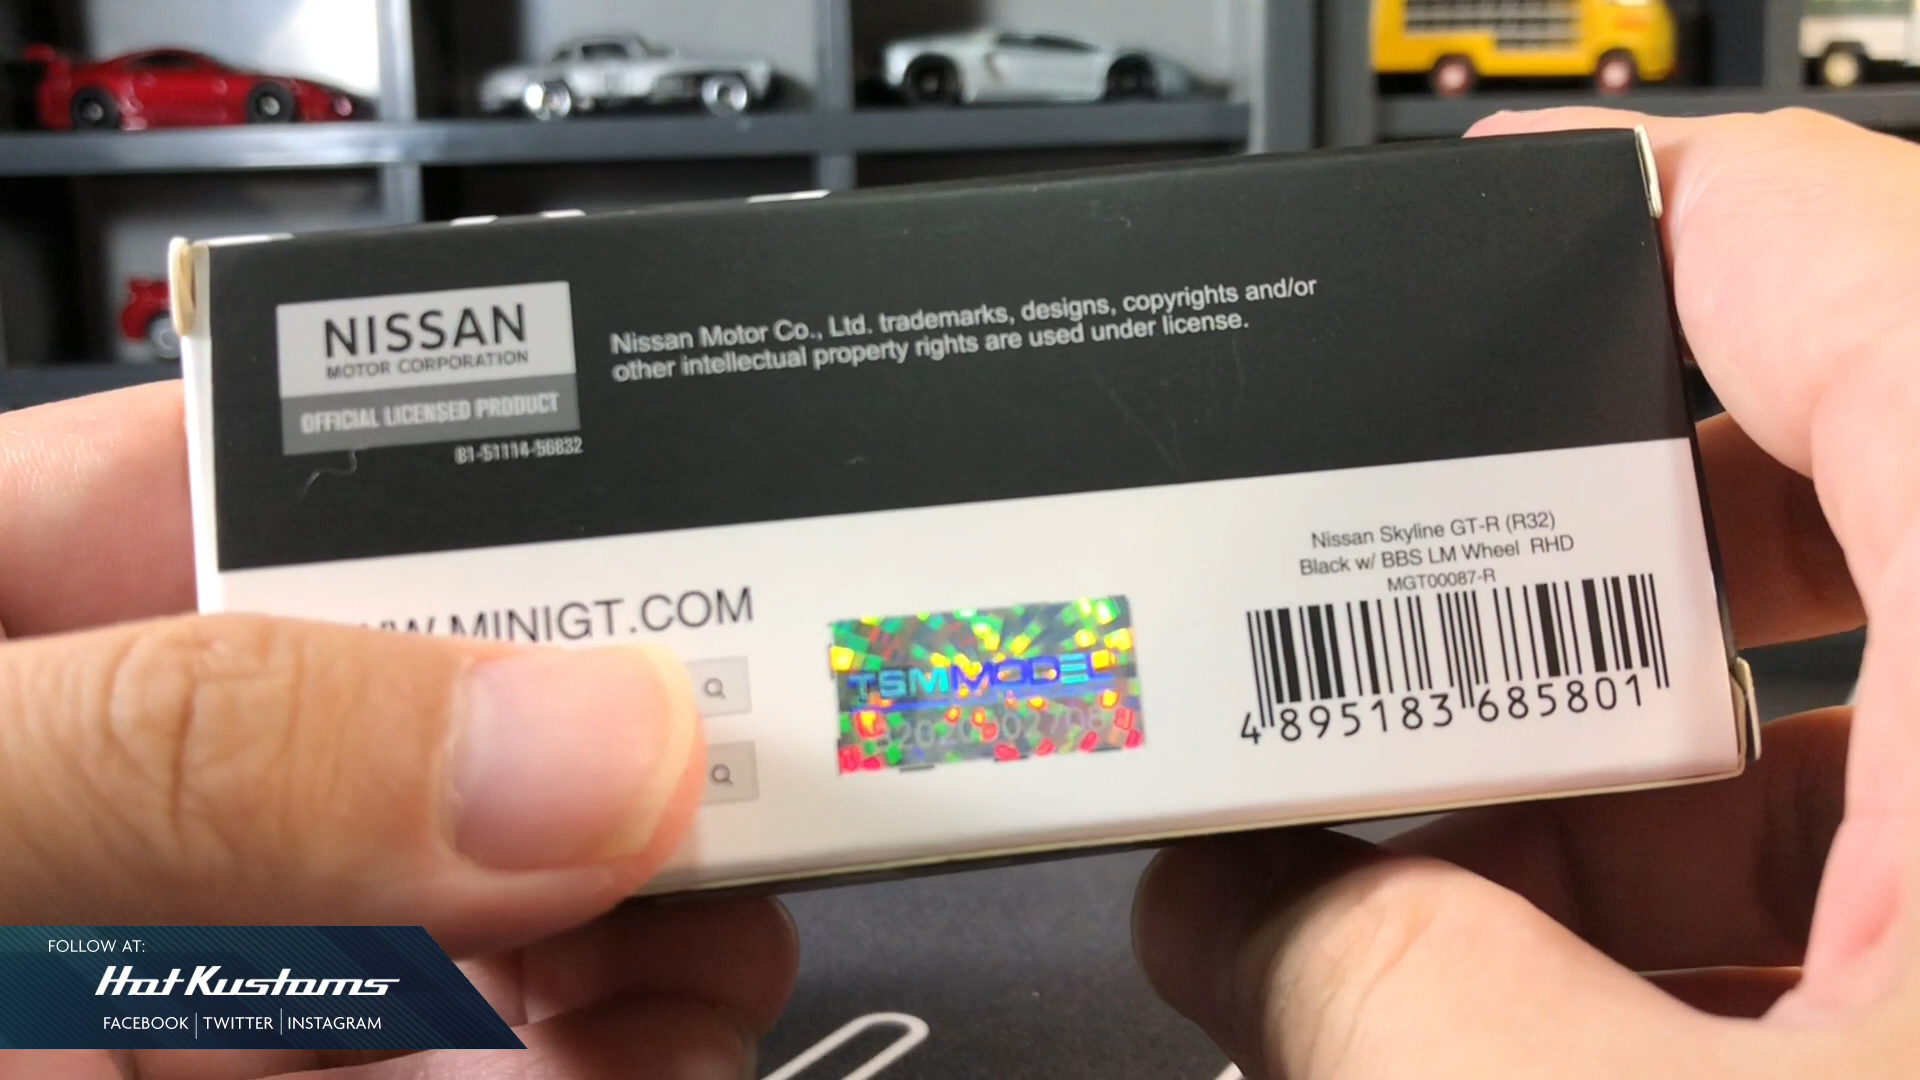 NISSAN
MOTOR CORPORATION
OFFICIAL LICENSED PRODUCT
81-51114-56832
Nissan Motor Co., Ltd. trademarks, designs, copyrights and/or
other intellectual property rights are used under license.
MINIGT.COM
TSMMODEL
Nissan Skyline GT-R (R32)
Black w/ BBS LM Wheel RHD
MGT00087-R
4 895183 685801
FOLLOW AT:
HotKustoms
FACEBOOK | TWITTER | INSTAGRAM